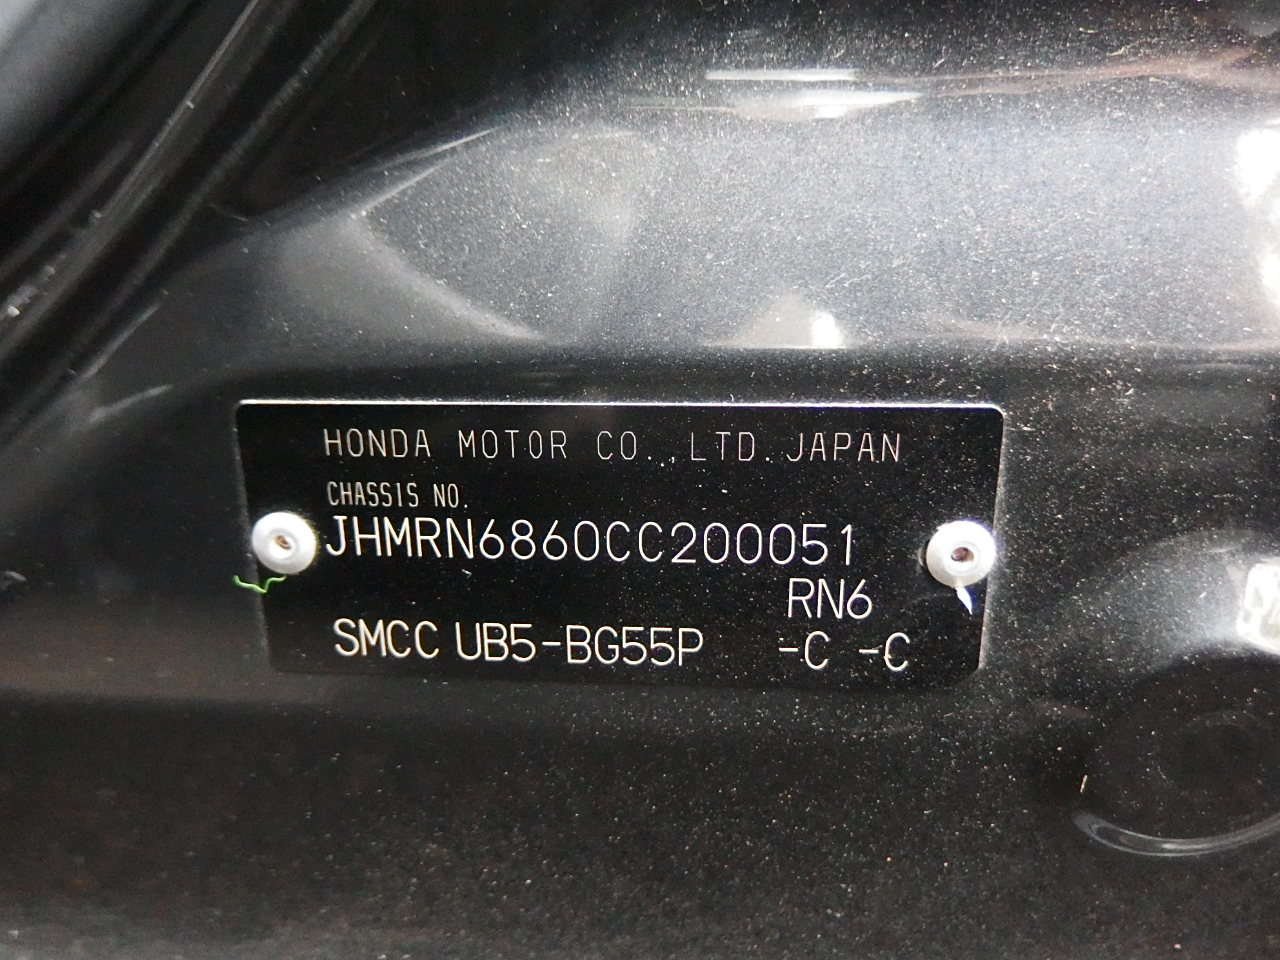 HONDA MOTOR CO.,LTD.JAPAN
CHASSIS NO.
JHMRN6860CC200051
RN6
SMCC UB5-BG55P -C -C